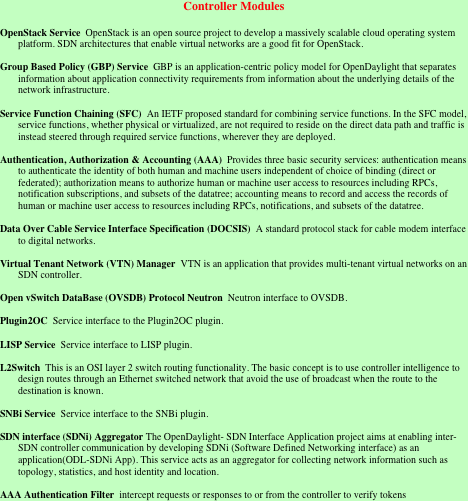 Controller Modules
OpenStack Service OpenStack is an open source project to develop a massively scalable cloud operating system
platform. SDN architectures that enable virtual networks are a good fit for OpenStack.
Group Based Policy (GBP) Service GBP is an application-centric policy model for OpenDaylight that separates
information about application connectivity requirements from information about the underlying details of the
network infrastructure.
Service Function Chaining (SFC) An IETF proposed standard for combining service functions. In the SFC model,
service functions, whether physical or virtualized, are not required to reside on the direct data path and traffic is
instead steered through required service functions, wherever they are deployed.
Authentication, Authorization & Accounting (AAA) Provides three basic security services: authentication means
to authenticate the identity of both human and machine users independent of choice of binding (direct or
federated); authorization means to authorize human or machine user access to resources including RPCs,
notification subscriptions, and subsets of the datatree; accounting means to record and access the records of
human or machine user access to resources including RPCs, notifications, and subsets of the datatree.
Data Over Cable Service Interface Specification (DOCSIS) A standard protocol stack for cable modem interface
to digital networks.
Virtual Tenant Network (VTN) Manager VTN is an application that provides multi-tenant virtual networks on an
SDN controller.
Open vSwitch DataBase (OVSDB) Protocol Neutron Neutron interface to OVSDB.
Plugin2OC Service interface to the Plugin2OC plugin.
LISP Service Service interface to LISP plugin.
L2Switch This is an OSI layer 2 switch routing functionality. The basic concept is to use controller intelligence to
design routes through an Ethernet switched network that avoid the use of broadcast when the route to the
destination is known.
SNBi Service Service interface to the SNBi plugin.
SDN interface (SDNi) Aggregator The OpenDaylight- SDN Interface Application project aims at enabling inter-
SDN controller communication by developing SDNi (Software Defined Networking interface) as an
application(ODL-SDNi App). This service acts as an aggregator for collecting network information such as
topology, statistics, and host identity and location.
AAA Authentication Filter intercept requests or responses to or from the controller to verify tokens